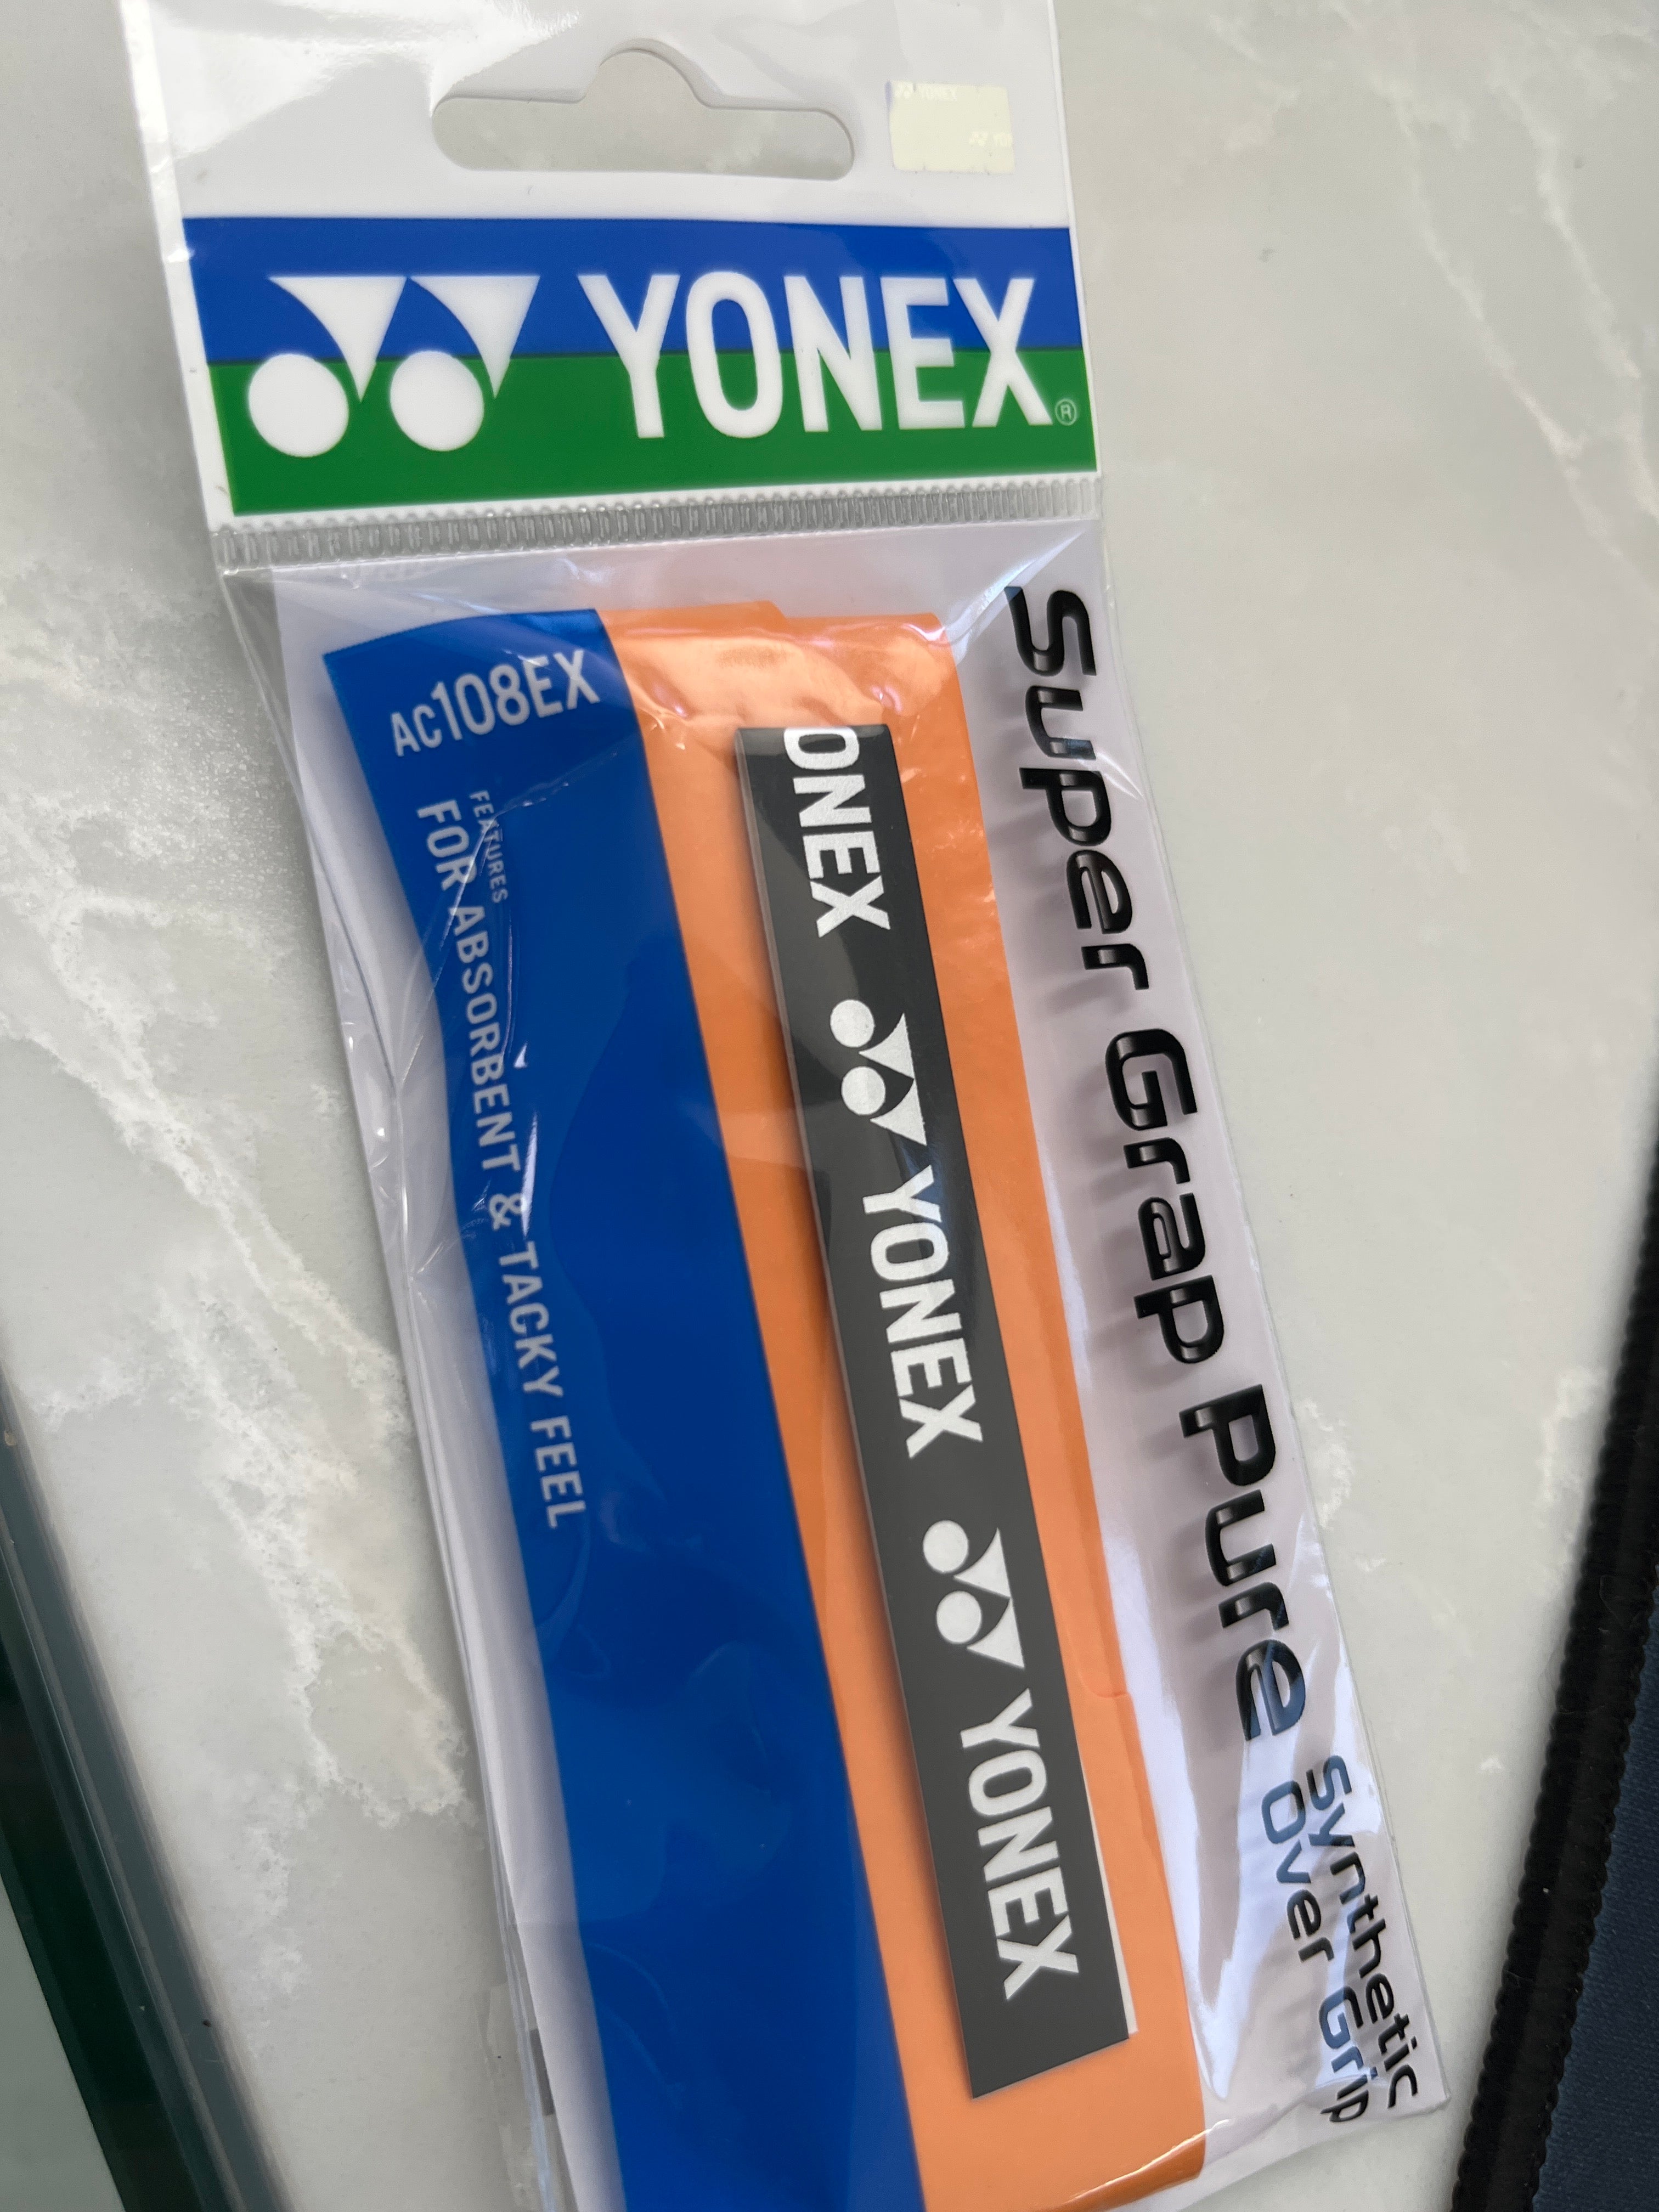 YONEX®
AC108EX
FEATURES
FOR ABSORBENT & TACKY FEEL
ONEX YONEX YONEX
Super Grap Pure
Synthetic
Over Grip